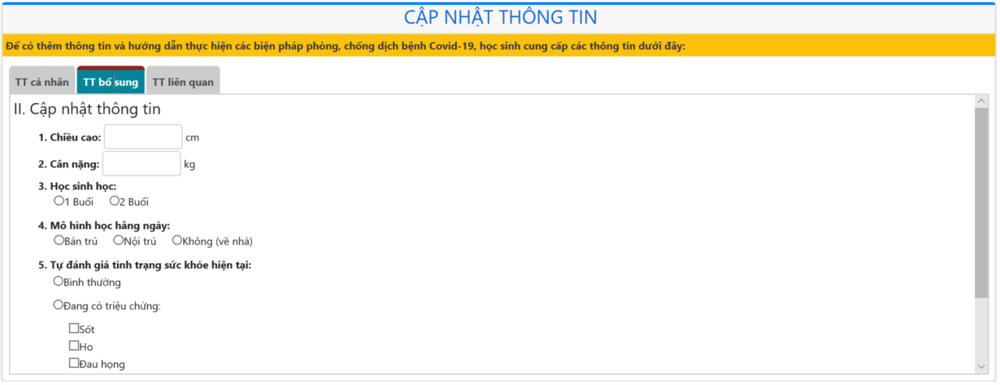 CẬP NHẬT THÔNG TIN
Để có thêm thông tin và hướng dẫn thực hiện các biện pháp phòng, chống dịch bệnh Covid-19, học sinh cung cấp các thông tin dưới đây:
TT cá nhân TT bổ sung TT liên quan
II. Cập nhật thông tin
1. Chiều cao: cm
2. Cân nặng: kg
3. Học sinh học:
1 Buổi 2 Buổi
4. Mô hình học hằng ngày:
Bán trú Nội trú Không (về nhà)
5. Tự đánh giá tình trạng sức khỏe hiện tại:
Bình thường
Đang có triệu chứng:
Sốt
Ho
Đau họng